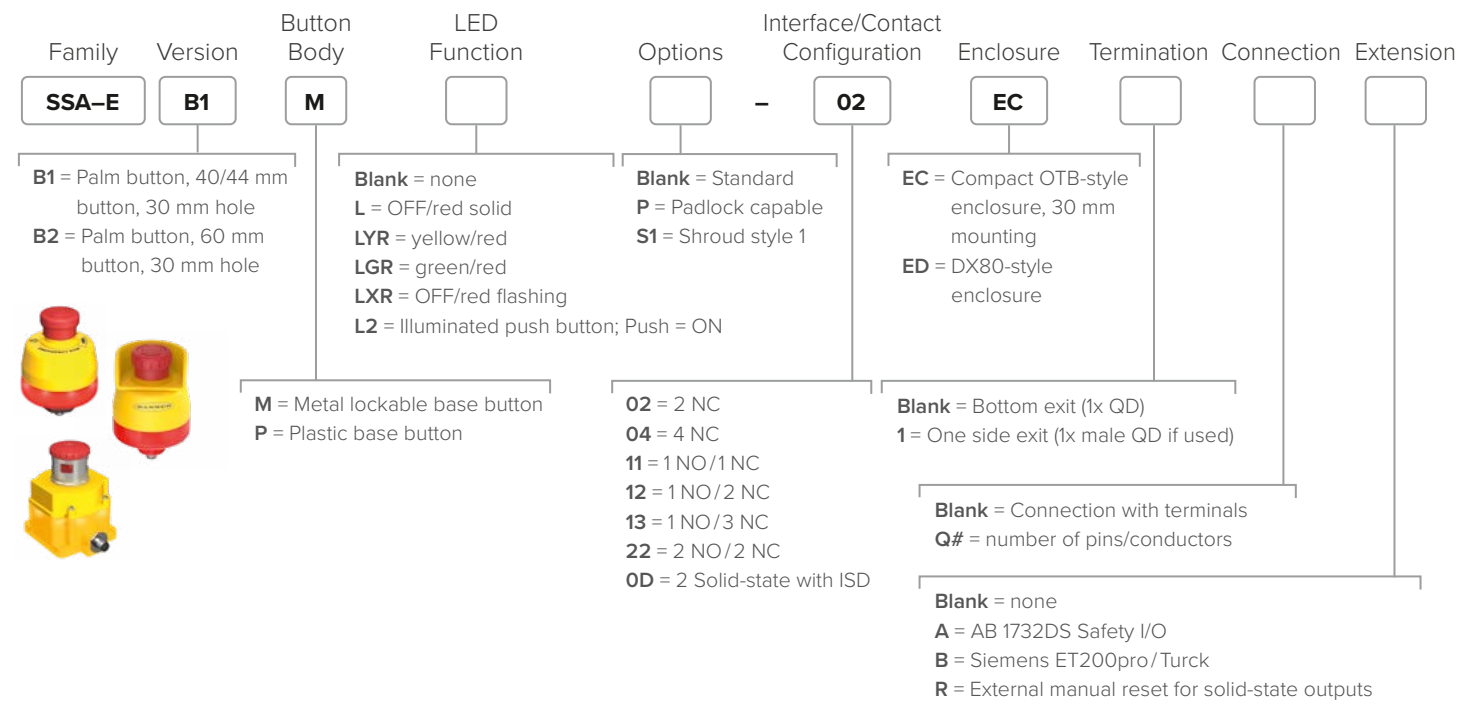 Family
Version
Button
Body
LED
Function
Options
Interface/Contact
Configuration
Enclosure
Termination
Connection
Extension
SSA–E
B1
M
–
02
EC
B1 = Palm button, 40/44 mm
button, 30 mm hole
B2 = Palm button, 60 mm
button, 30 mm hole
Blank = none
L = OFF/red solid
LYR = yellow/red
LGR = green/red
LXR = OFF/red flashing
L2 = Illuminated push button; Push = ON
Blank = Standard
P = Padlock capable
S1 = Shroud style 1
EC = Compact OTB-style
enclosure, 30 mm
mounting
ED = DX80-style
enclosure
M = Metal lockable base button
P = Plastic base button
02 = 2 NC
04 = 4 NC
11 = 1 NO/1 NC
12 = 1 NO/2 NC
13 = 1 NO/3 NC
22 = 2 NO/2 NC
0D = 2 Solid-state with ISD
Blank = Bottom exit (1x QD)
1 = One side exit (1x male QD if used)
Blank = Connection with terminals
Q# = number of pins/conductors
Blank = none
A = AB 1732DS Safety I/O
B = Siemens ET200pro/Turck
R = External manual reset for solid-state outputs